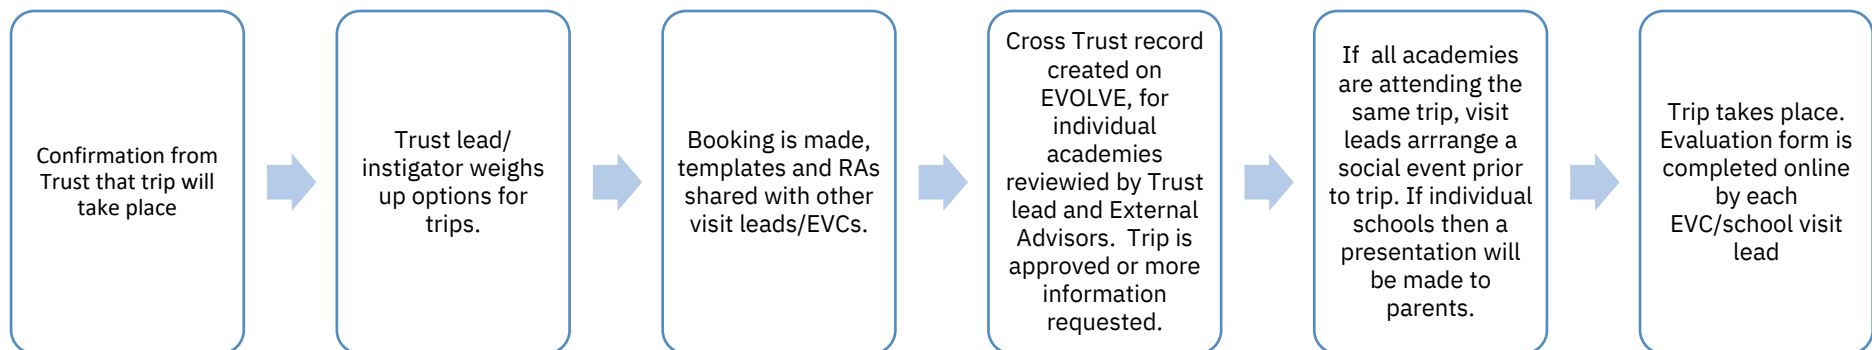 Confirmation from
Trust that trip will
take place
Trust lead/
instigator weighs
up options for
trips.
Booking is made,
templates and RAs
shared with other
visit leads/EVCs.
Cross Trust record
created on
EVOLVE, for
individual
academies
reviewied by Trust
lead and External
Advisors.  Trip is
approved or more
information
requested.
If  all academies
are attending the
same trip, visit
leads arrrange a
social event prior
to trip. If individual
schools then a
presentation will
be made to
parents.
Trip takes place.
Evaluation form is
completed online
by each
EVC/school visit
lead